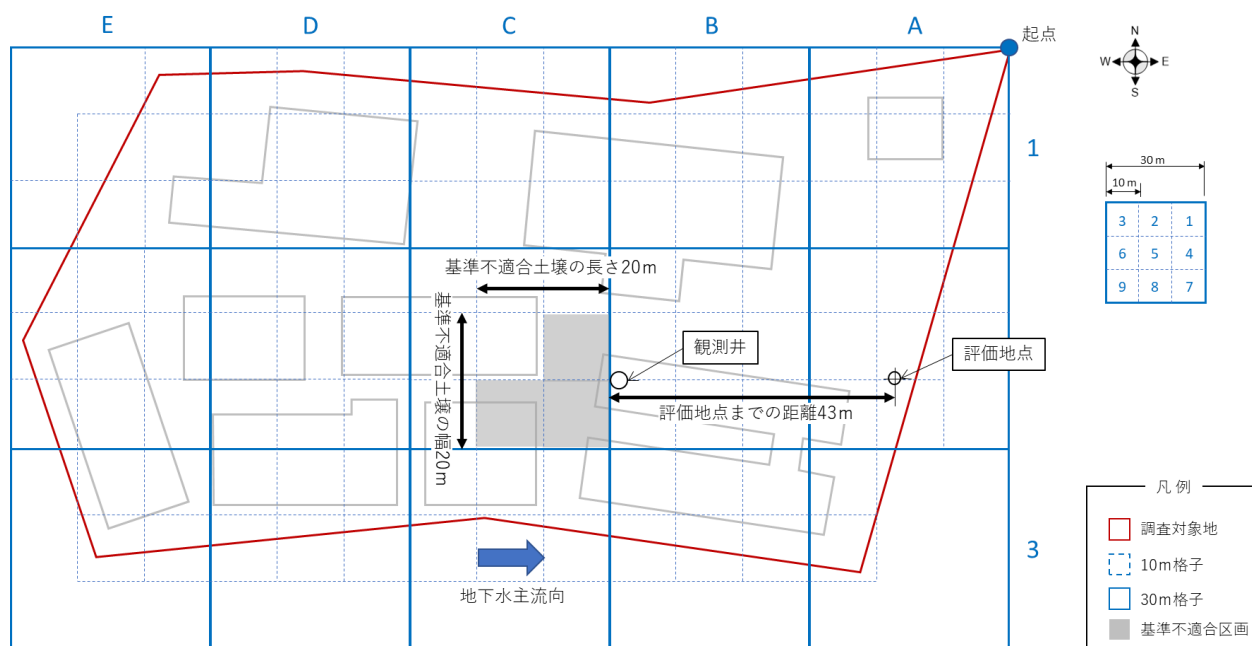 E
D
C
B
A
起点
N
W
E
S
1
30 m
10 m
3 2 1
6 5 4
9 8 7
基準不適合土壌の長さ20m
基準不適合土壌の幅20m
観測井
評価地点
評価地点までの距離43m
3
地下水主流向
凡 例
調査対象地
10m格子
30m格子
基準不適合区画